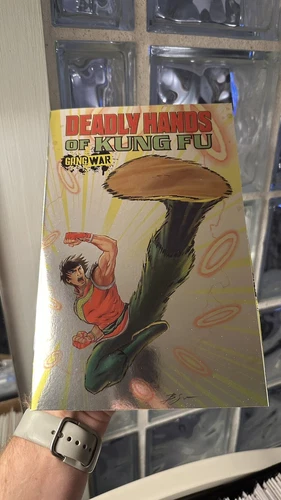 DEADLY HANDS
OF KUNG FU
GANG WAR